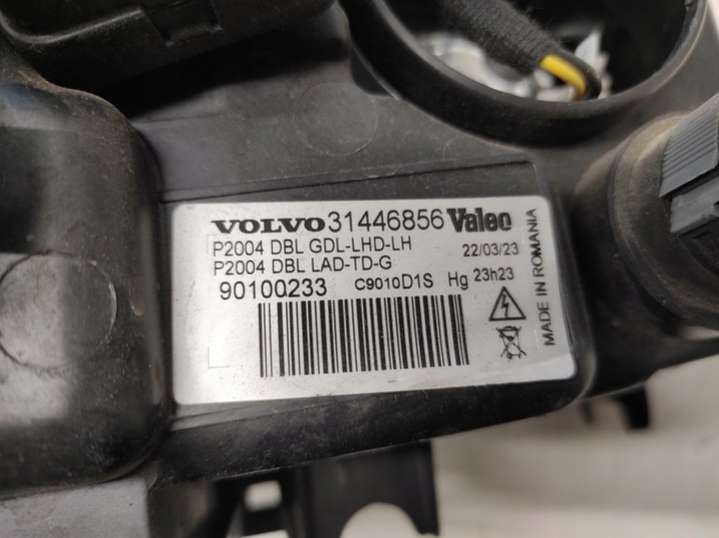 VOLVO 31446856 Valeo
P2004 DBL GDL-LHD-LH 22/03/23
P2004 DBL LAD-TD-G
90100233 C9010D1S Hg 23h23
MADE IN ROMANIA